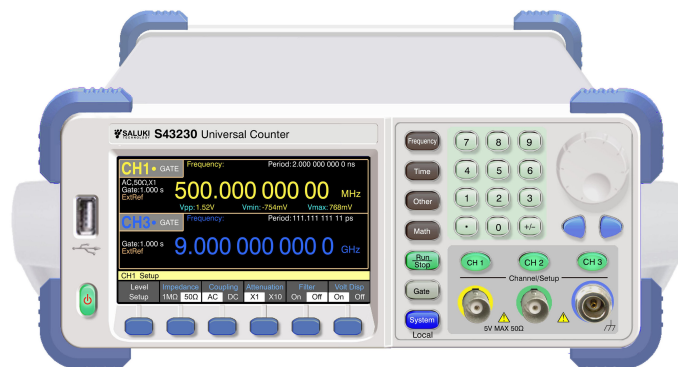 SALUKI TECHNOLOGY S43230 Universal Counter
CH1• GATE Frequency: Period:2.000 000 000 0 ns
AC,50Ω,X1
Gate:1.000 s
ExtRef
500.000 000 00 MHz
Vpp:1.52V Vmin:-754mV Vmax:768mV
CH3• GATE Frequency: Period:111.111 111 11 ps
Gate:1.000 s
ExtRef
9.000 000 000 0 GHz
CH1 Setup
Level Impedance Coupling Attenuation Filter Volt Disp
Setup 1MΩ 50Ω AC DC X1 X10 On Off On Off
Frequency 7 8 9
Time 4 5 6
Other 1 2 3
Math • 0 +/−
Run
Stop
CH 1 CH 2 CH 3
Channel/Setup
Gate
System
Local
5V MAX 50Ω